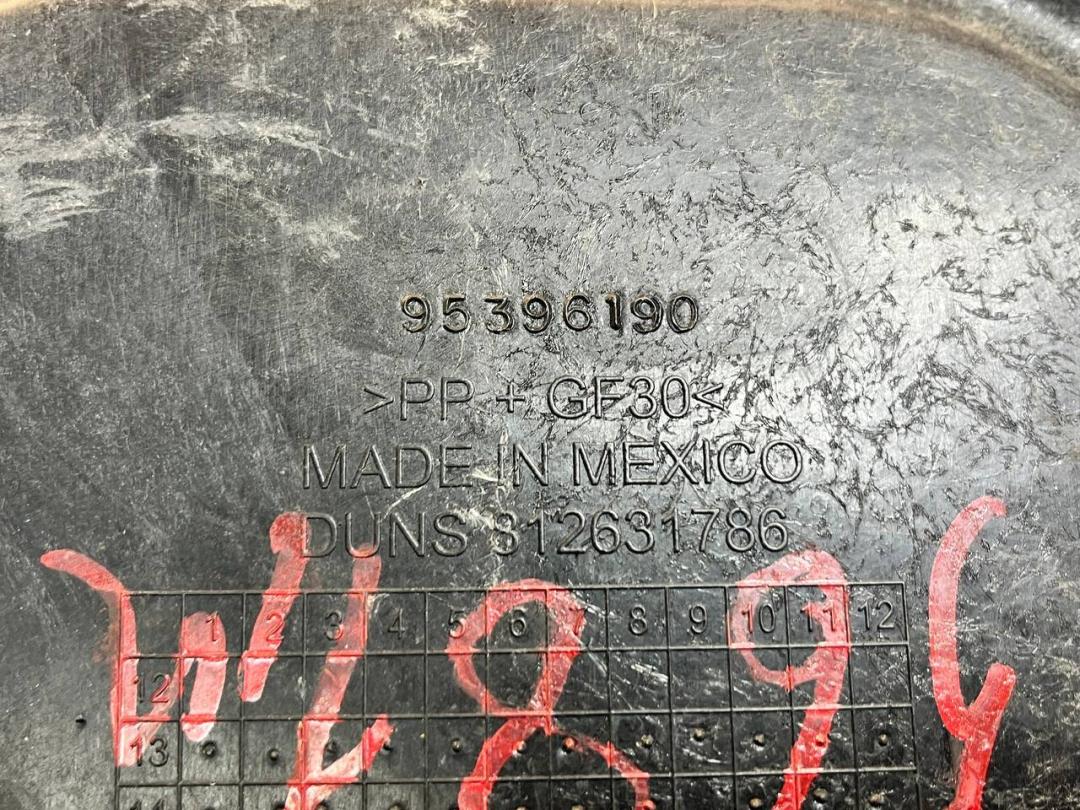 95396190
>PP + GF30<
MADE IN MEXICO
DUNS 812631786
1 2 3 4 5 6 7 8 9 10 11 12
12
13